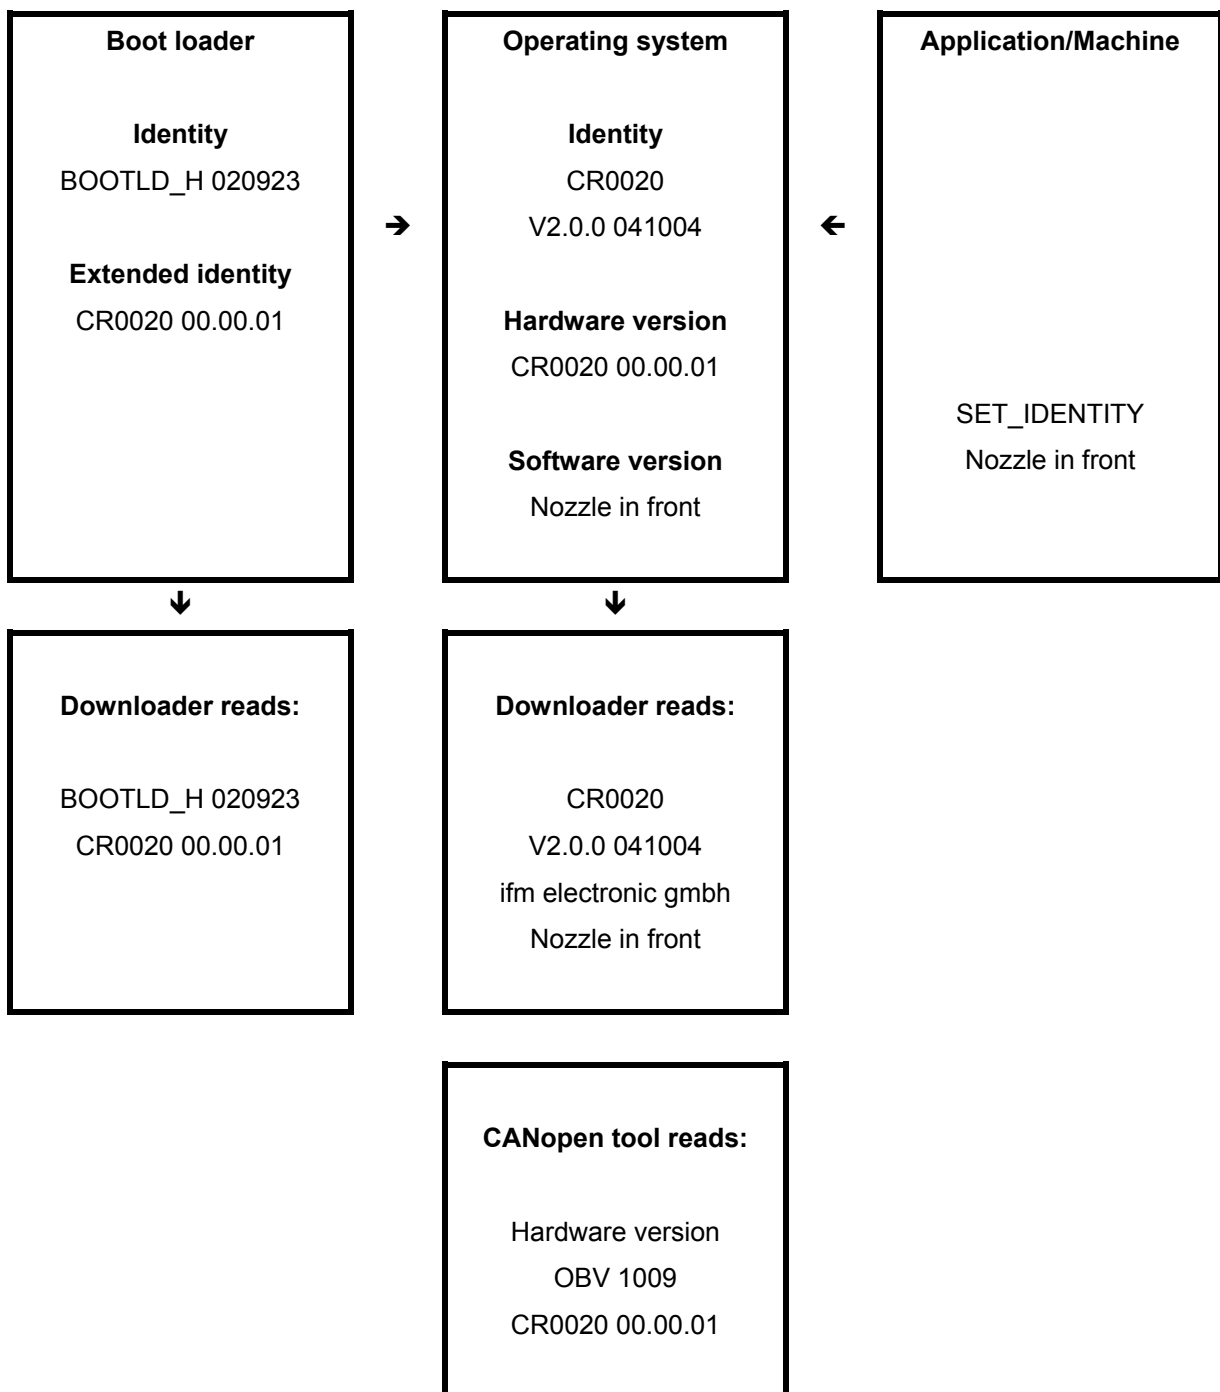 Boot loader
Identity
BOOTLD_H 020923
Extended identity
CR0020 00.00.01
➔
Operating system
Identity
CR0020
V2.0.0 041004
Hardware version
CR0020 00.00.01
Software version
Nozzle in front
🡸
Application/Machine
SET_IDENTITY
Nozzle in front
🡻
🡻
Downloader reads:
BOOTLD_H 020923
CR0020 00.00.01
Downloader reads:
CR0020
V2.0.0 041004
ifm electronic gmbh
Nozzle in front
CANopen tool reads:
Hardware version
OBV 1009
CR0020 00.00.01